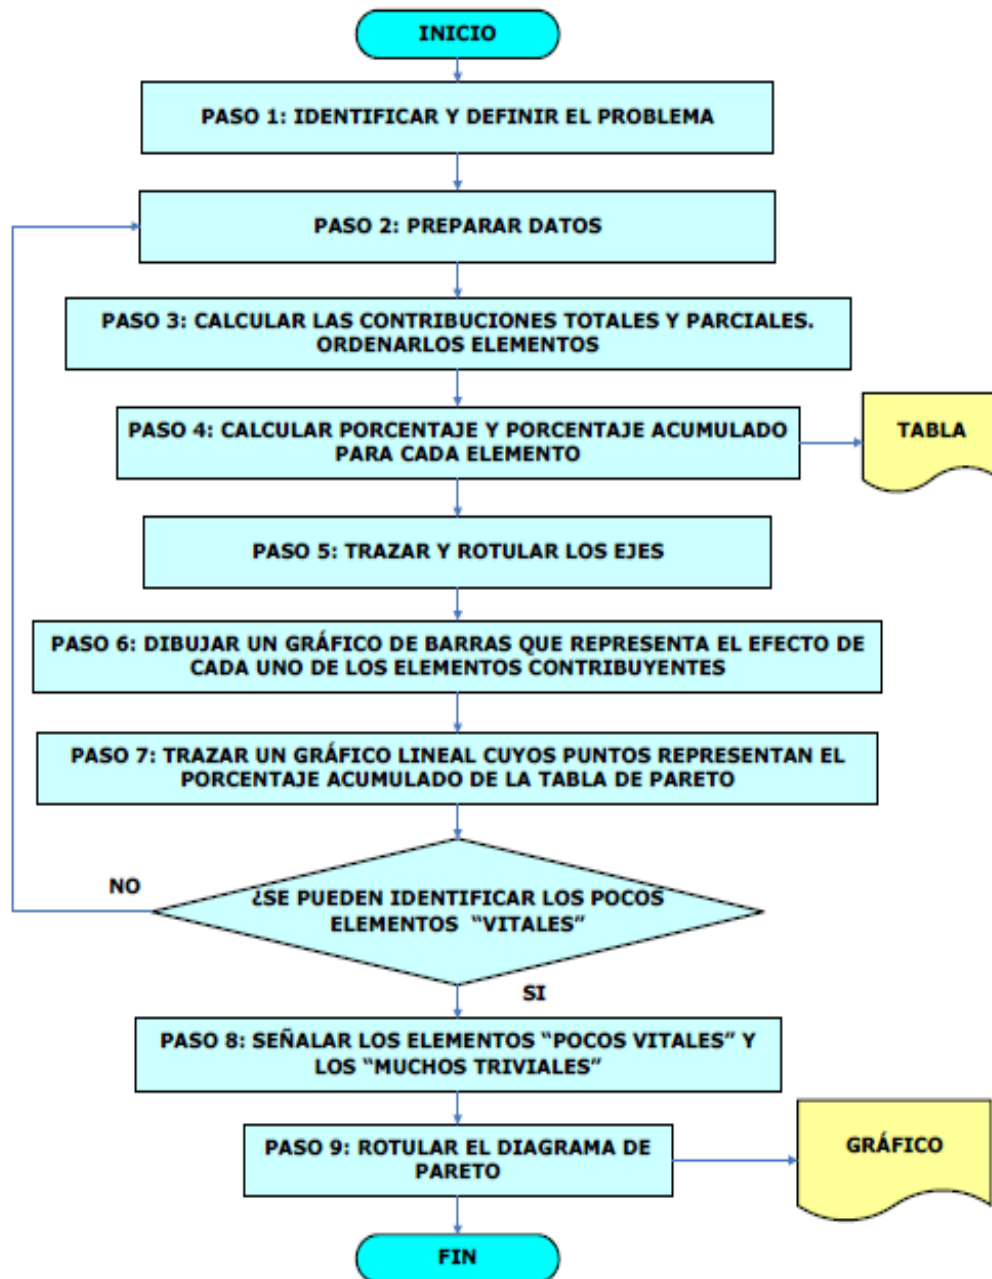 INICIO
PASO 1: IDENTIFICAR Y DEFINIR EL PROBLEMA
PASO 2: PREPARAR DATOS
PASO 3: CALCULAR LAS CONTRIBUCIONES TOTALES Y PARCIALES.
ORDENARLOS ELEMENTOS
PASO 4: CALCULAR PORCENTAJE Y PORCENTAJE ACUMULADO
PARA CADA ELEMENTO
TABLA
PASO 5: TRAZAR Y ROTULAR LOS EJES
PASO 6: DIBUJAR UN GRÁFICO DE BARRAS QUE REPRESENTA EL EFECTO DE
CADA UNO DE LOS ELEMENTOS CONTRIBUYENTES
PASO 7: TRAZAR UN GRÁFICO LINEAL CUYOS PUNTOS REPRESENTAN EL
PORCENTAJE ACUMULADO DE LA TABLA DE PARETO
NO
¿SE PUEDEN IDENTIFICAR LOS POCOS
ELEMENTOS “VITALES”
SI
PASO 8: SEÑALAR LOS ELEMENTOS “POCOS VITALES” Y
LOS “MUCHOS TRIVIALES”
PASO 9: ROTULAR EL DIAGRAMA DE
PARETO
GRÁFICO
FIN